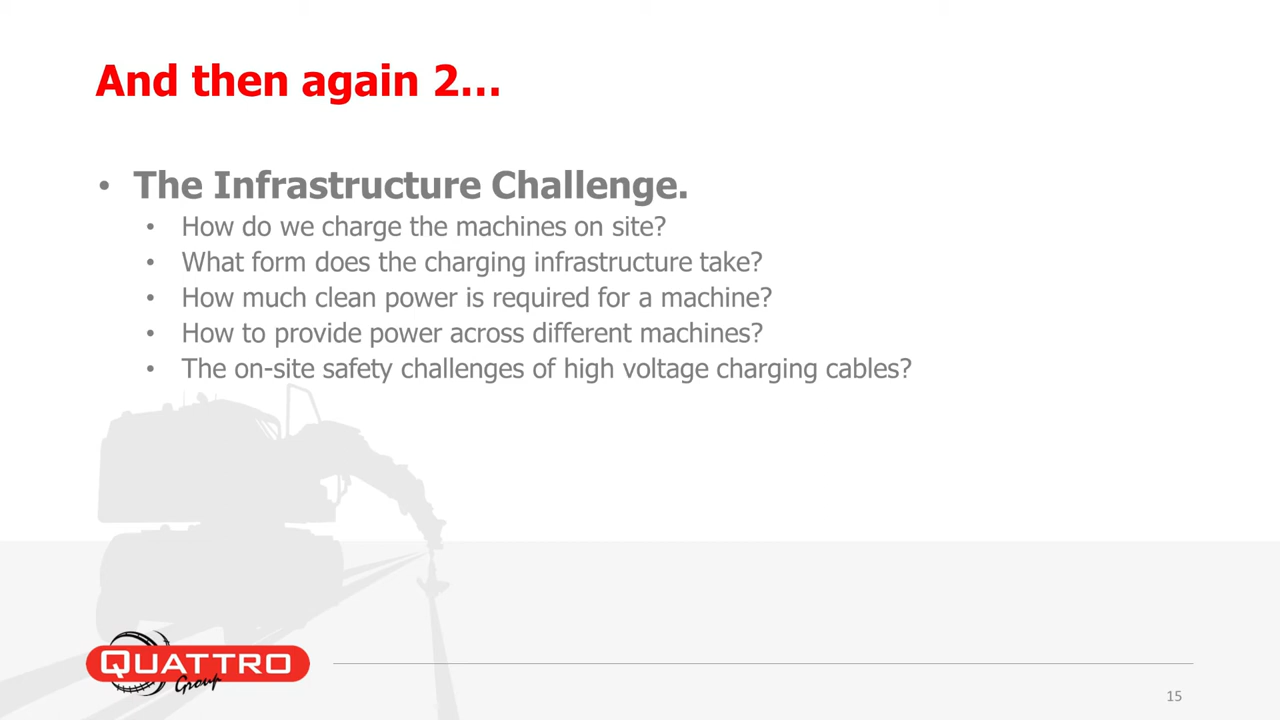 And then again 2...
• The Infrastructure Challenge.
• How do we charge the machines on site?
• What form does the charging infrastructure take?
• How much clean power is required for a machine?
• How to provide power across different machines?
• The on-site safety challenges of high voltage charging cables?
QUATTRO
Group
15